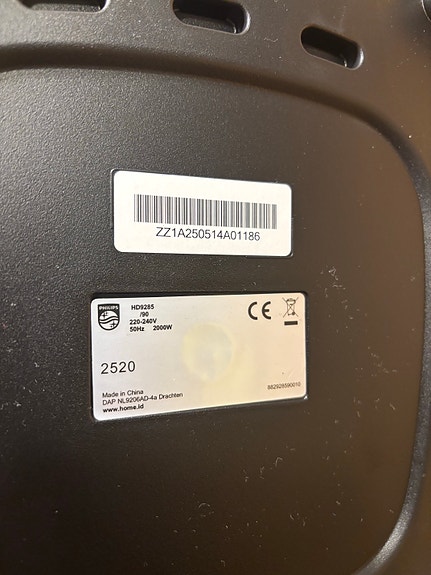 ZZ1A250514A01186
PHILIPS
HD9285
/90
220-240V
50Hz 2000W
CE
2520
Made in China
DAP NL9206AD-4a Drachten
www.home.id
882928590010